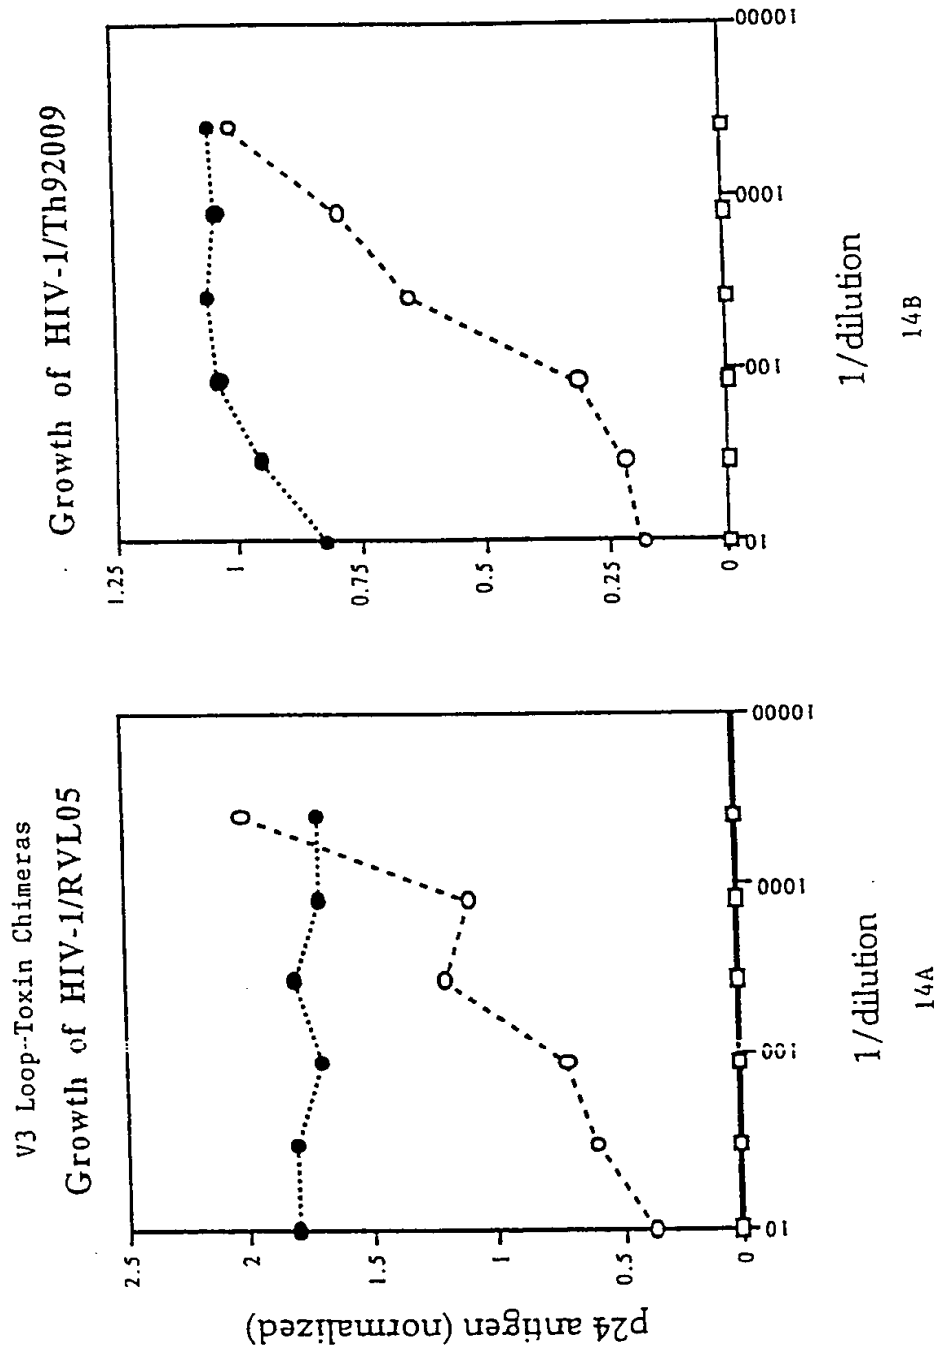 V3 Loop--Toxin Chimeras
Growth of HIV-1/RVL05
p24 antigen (normalized)
2.5
2
1.5
1
0.5
0
10
100
1000
10000
1/dilution
14A
Growth of HIV-1/Th92009
1.25
1
0.75
0.5
0.25
0
10
100
1000
10000
1/dilution
14B